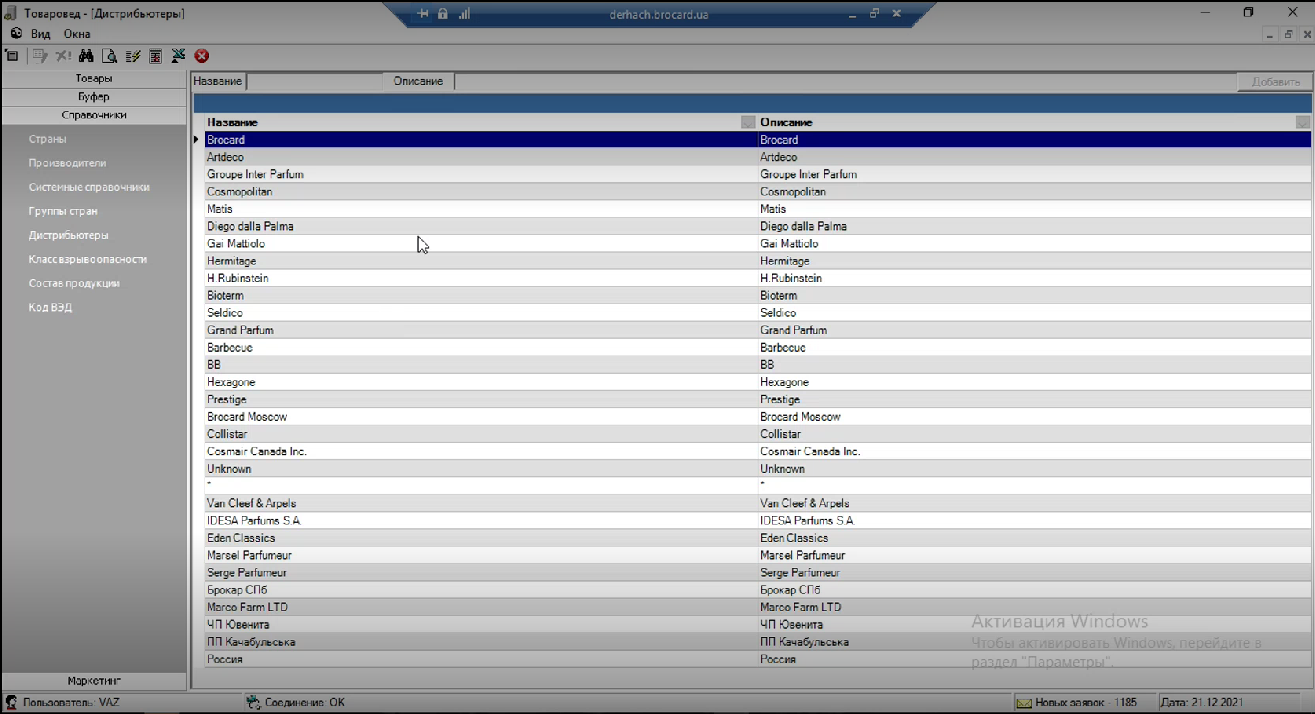 Товаровед - [Дистрибьютеры]
derhach.brocard.ua
Вид Окна
Товары
Буфер
Справочники
Страны
Производители
Системные справочники
Группы стран
Дистрибьютеры
Класс взрывоопасности
Состав продукции
Код ВЭД
Маркетинг
Название Описание Добавить
Название Описание
Brocard Brocard
Artdeco Artdeco
Groupe Inter Parfum Groupe Inter Parfum
Cosmopolitan Cosmopolitan
Matis Matis
Diego dalla Palma Diego dalla Palma
Gai Mattiolo Gai Mattiolo
Hermitage Hermitage
H.Rubinstein H.Rubinstein
Bioterm Bioterm
Seldico Seldico
Grand Parfum Grand Parfum
Barbecue Barbecue
BB BB
Hexagone Hexagone
Prestige Prestige
Brocard Moscow Brocard Moscow
Collistar Collistar
Cosmair Canada Inc. Cosmair Canada Inc.
Unknown Unknown
* *
Van Cleef & Arpels Van Cleef & Arpels
IDESA Parfums S.A. IDESA Parfums S.A.
Eden Classics Eden Classics
Marsel Parfumeur Marsel Parfumeur
Serge Parfumeur Serge Parfumeur
Брокар СПб Брокар СПб
Marco Farm LTD Marco Farm LTD
ЧП Ювенита ЧП Ювенита
ПП Качабульська ПП Качабульська
Россия Россия
Активация Windows
Чтобы активировать Windows, перейдите в
раздел "Параметры".
Пользователь: VAZ Соединение: OK Новых заявок - 1185 Дата: 21.12.2021